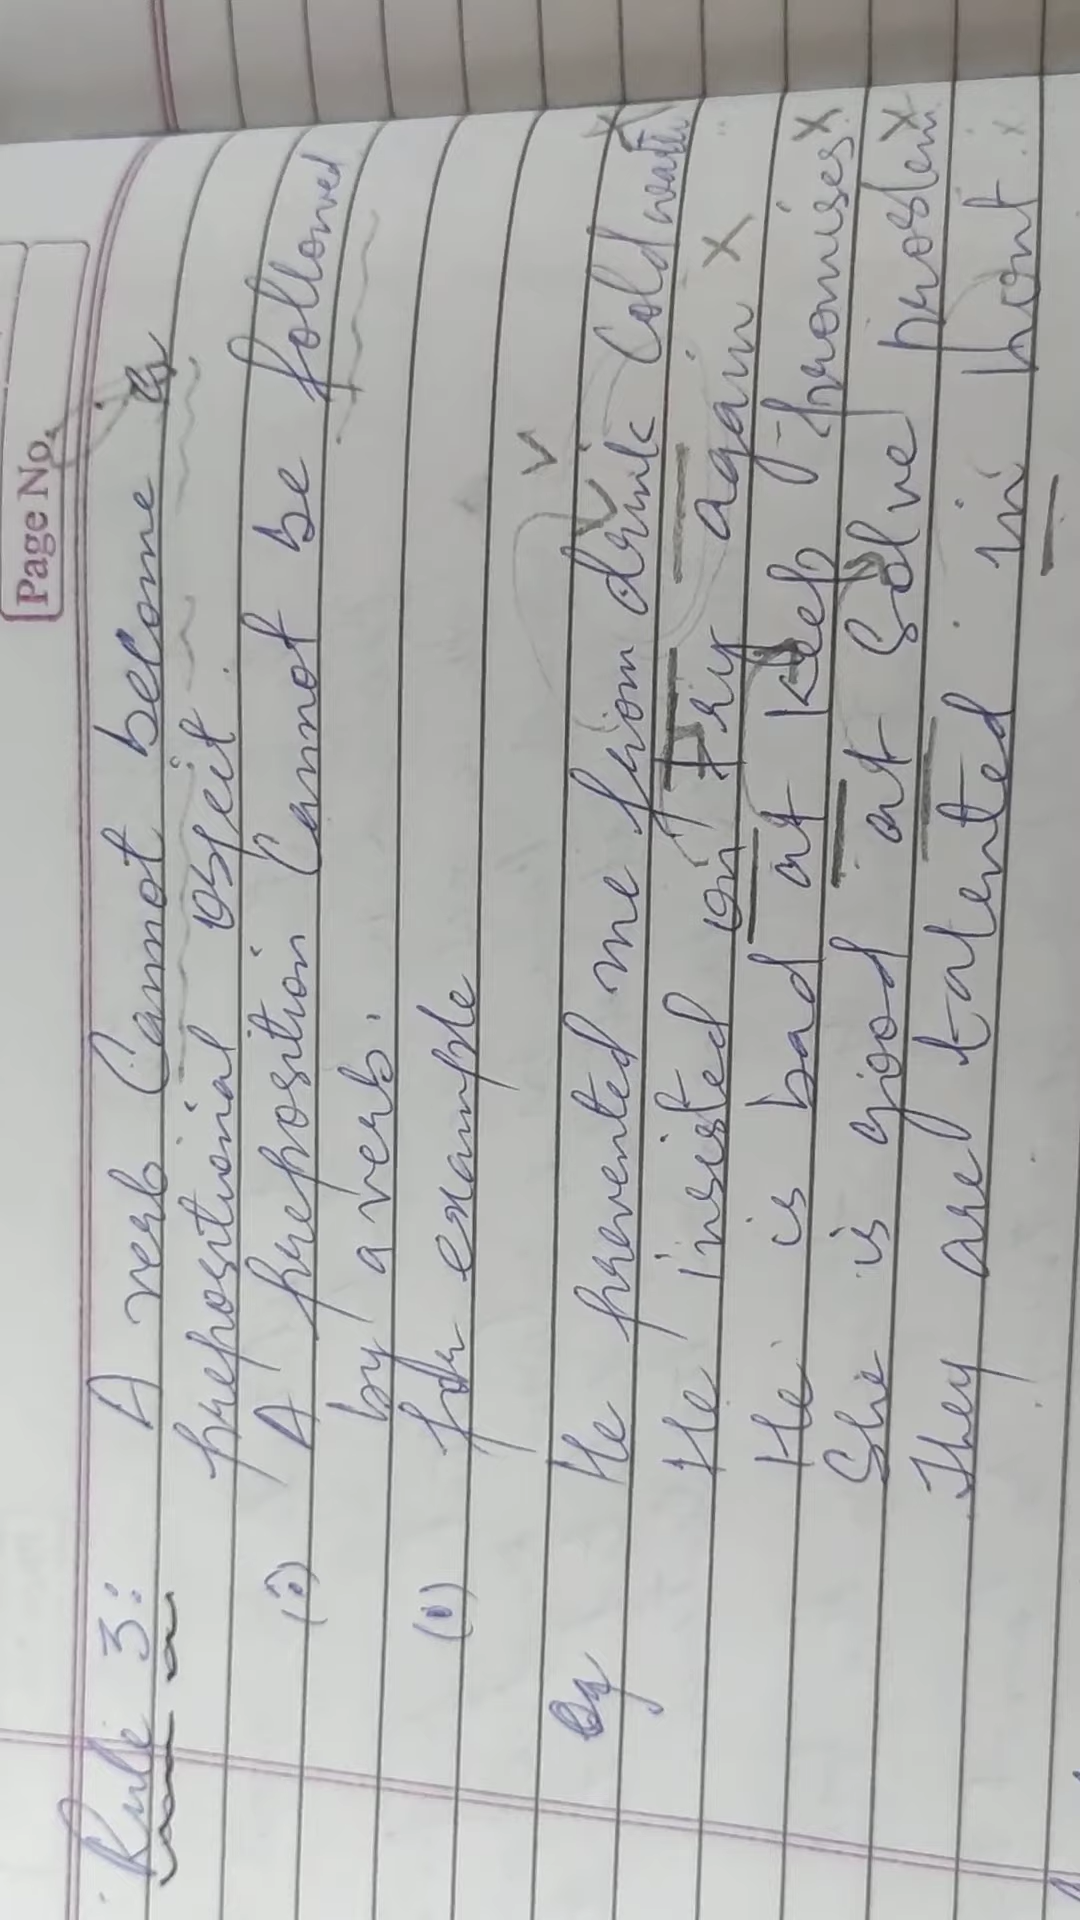 Page No.
Rule 3: A verb Cannot become a
prepositional object.
(i) A preposition Cannot be followed
by a verb.
(i) for example
Eg He prevented me from drink Cold water X
He insisted on Try again X
He is bad at keep promises X
She is good at Solve problem X
They are talented in paint X